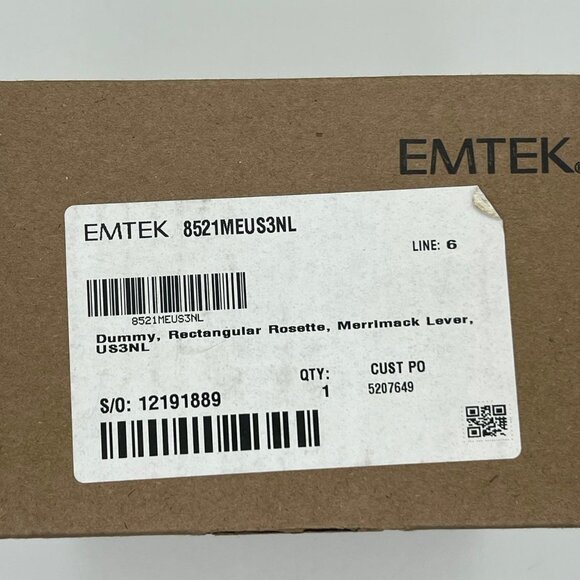 EMTEK®
EMTEK 8521MEUS3NL
LINE: 6
8521MEUS3NL
Dummy, Rectangular Rosette, Merrimack Lever,
US3NL
QTY: CUST PO
S/O: 12191889 1 5207649